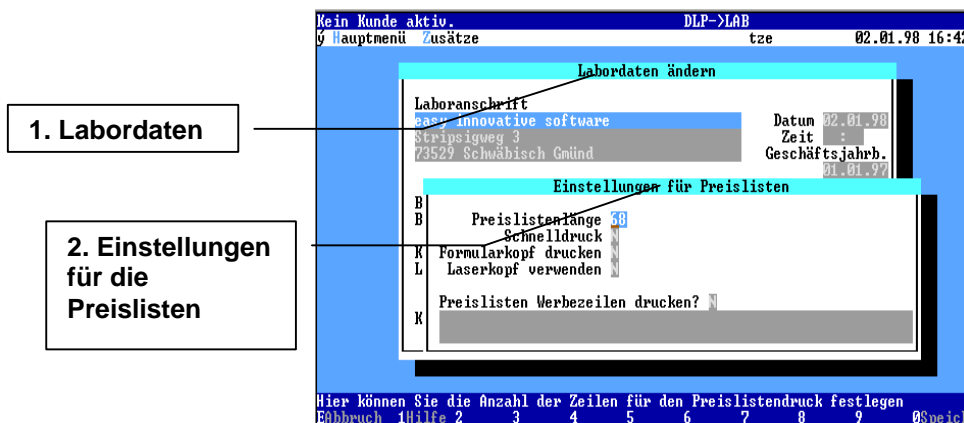 Kein Kunde aktiv. DLP->LAB
ý Hauptmenü Zusätze tze 02.01.98 16:42
Labordaten ändern
Laboranschrift
easy innovative software Datum 02.01.98
Stripsigweg 3 Zeit :
73529 Schwäbisch Gmünd Geschäftsjahrb.
01.01.97
1. Labordaten
Einstellungen für Preislisten
B
B Preislistenlänge 68
Schnelldruck N
K Formularkopf drucken N
L Laserkopf verwenden N
Preislisten Werbezeilen drucken? N
K
2. Einstellungen
für die
Preislisten
Hier können Sie die Anzahl der Zeilen für den Preislistendruck festlegen
EAbbruch 1Hilfe 2 3 4 5 6 7 8 9 0Speich